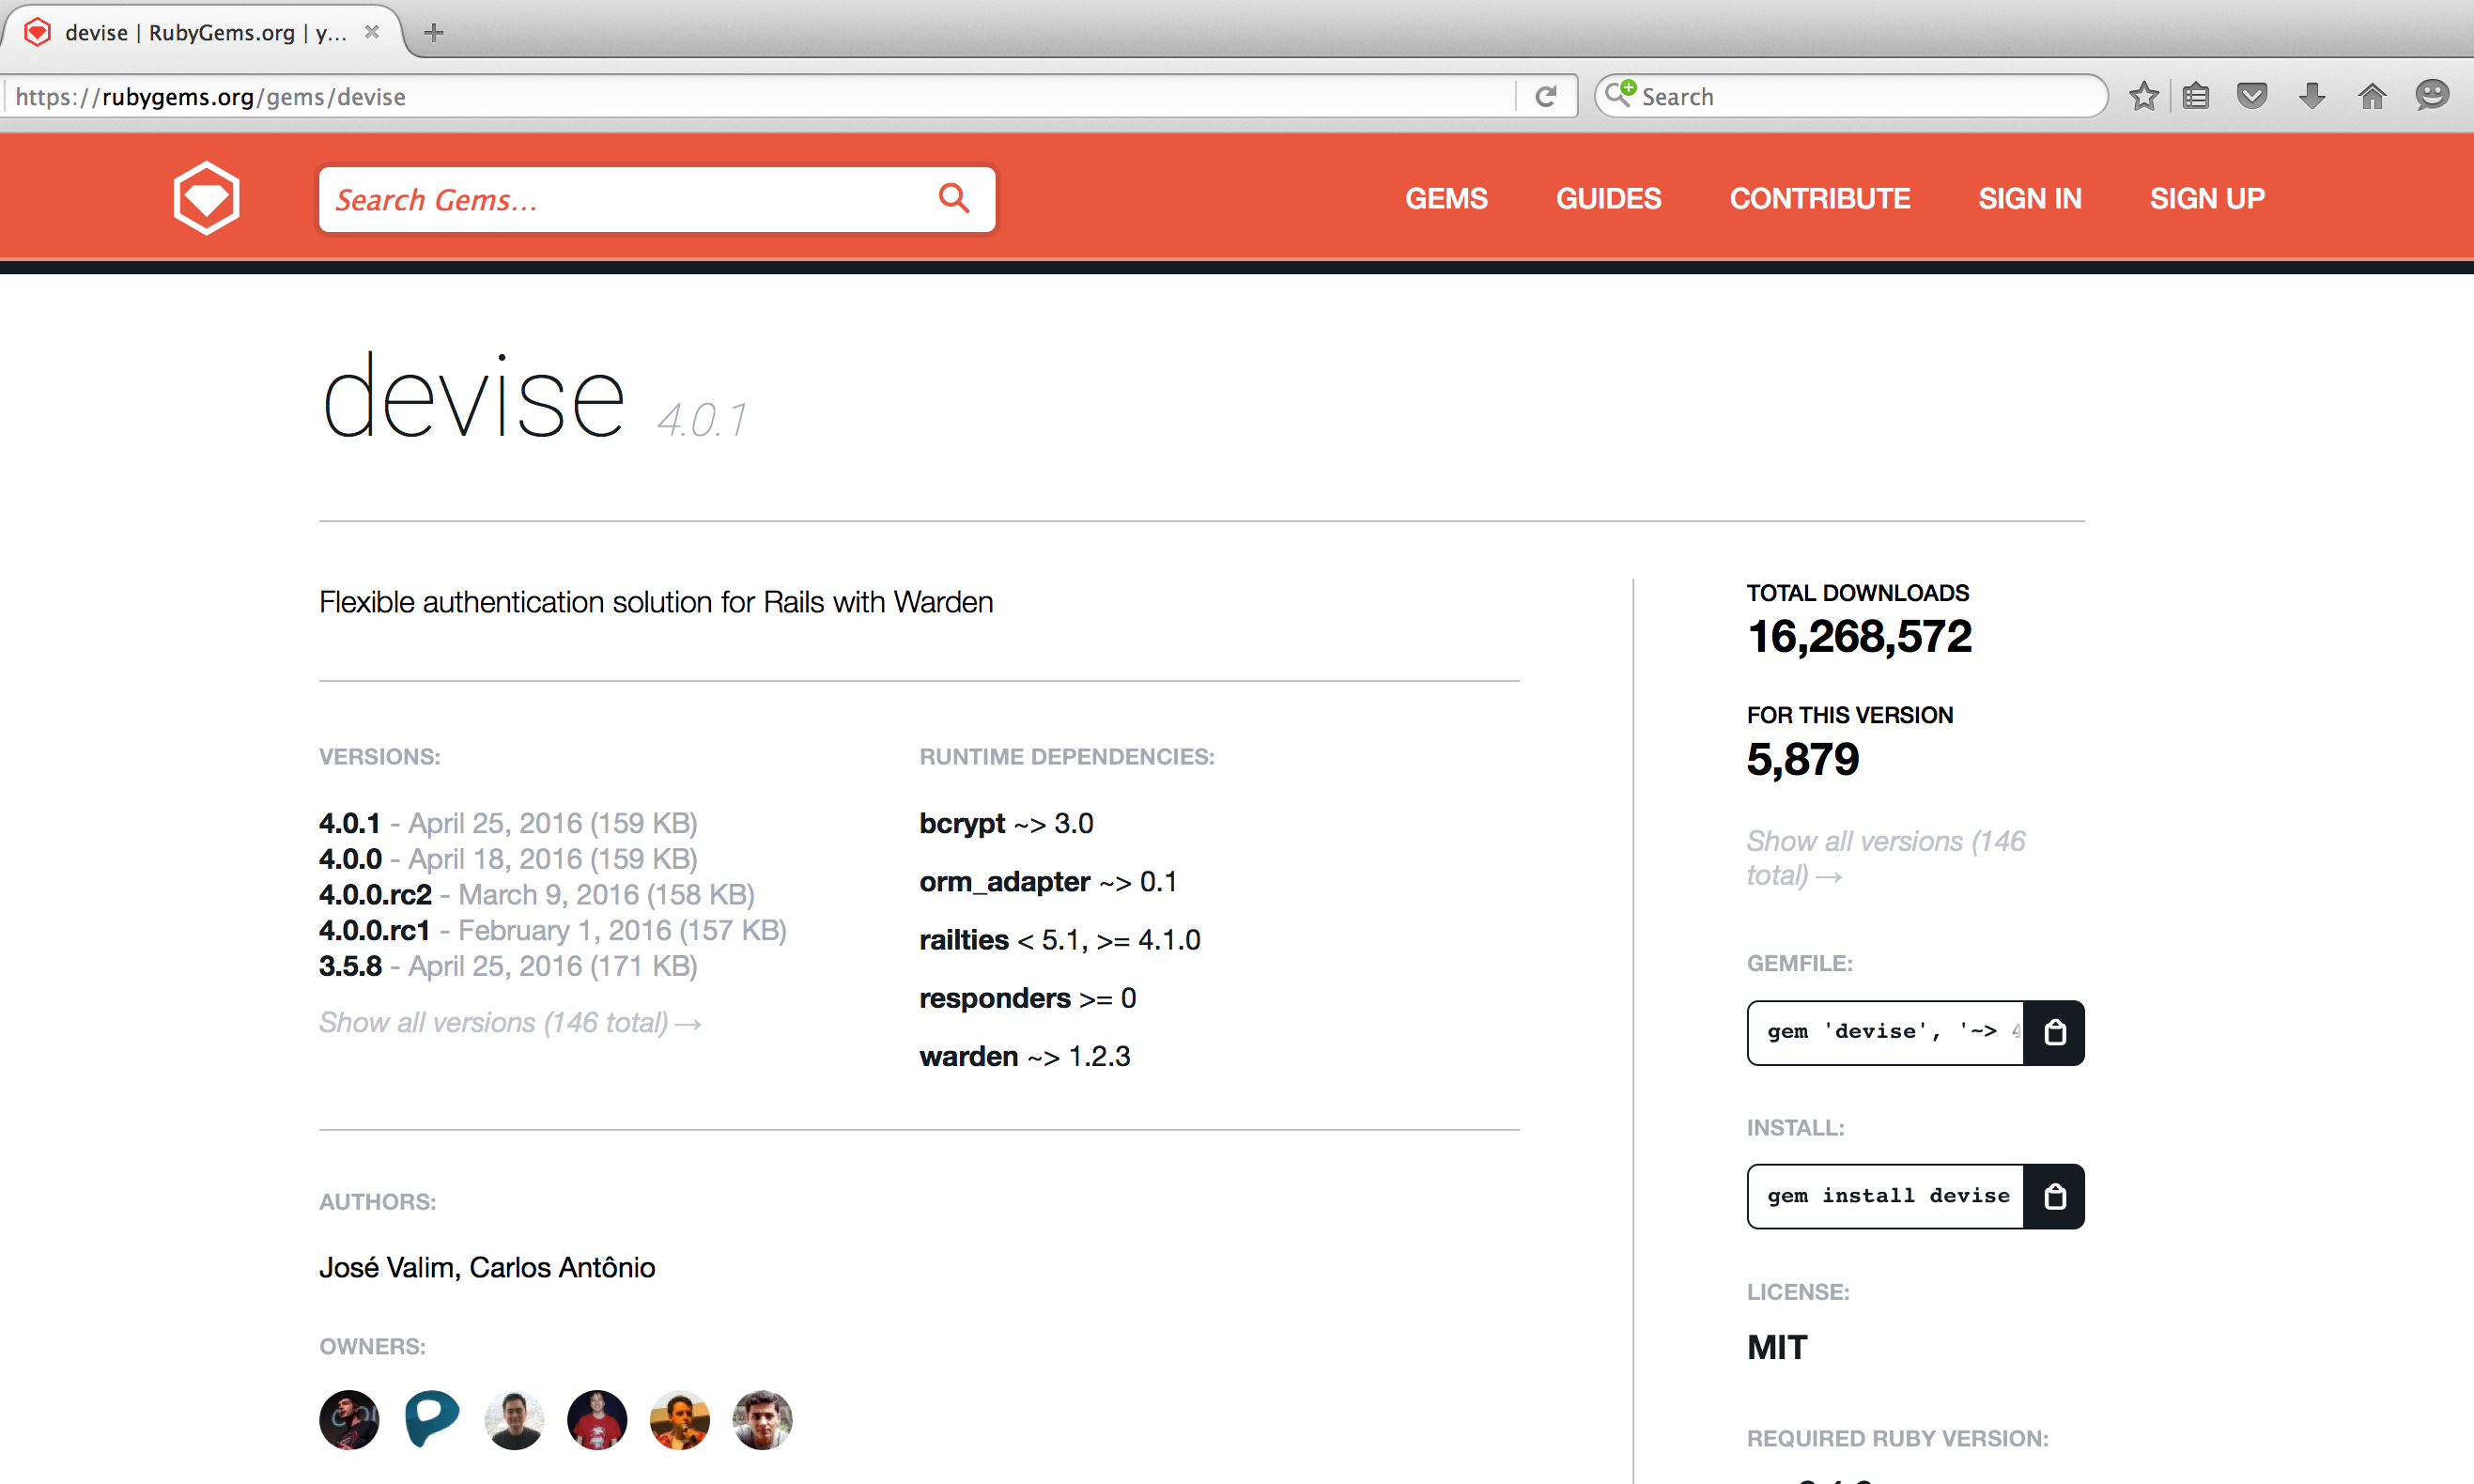 devise | RubyGems.org | y...
https://rubygems.org/gems/devise
Search
Search Gems...
GEMS
GUIDES
CONTRIBUTE
SIGN IN
SIGN UP
devise 4.0.1
Flexible authentication solution for Rails with Warden
VERSIONS:
4.0.1 - April 25, 2016 (159 KB)
4.0.0 - April 18, 2016 (159 KB)
4.0.0.rc2 - March 9, 2016 (158 KB)
4.0.0.rc1 - February 1, 2016 (157 KB)
3.5.8 - April 25, 2016 (171 KB)
Show all versions (146 total) →
RUNTIME DEPENDENCIES:
bcrypt ~> 3.0
orm_adapter ~> 0.1
railties < 5.1, >= 4.1.0
responders >= 0
warden ~> 1.2.3
AUTHORS:
José Valim, Carlos Antônio
OWNERS:
TOTAL DOWNLOADS
16,268,572
FOR THIS VERSION
5,879
Show all versions (146
total) →
GEMFILE:
gem 'devise', '~> 4
INSTALL:
gem install devise
LICENSE:
MIT
REQUIRED RUBY VERSION: